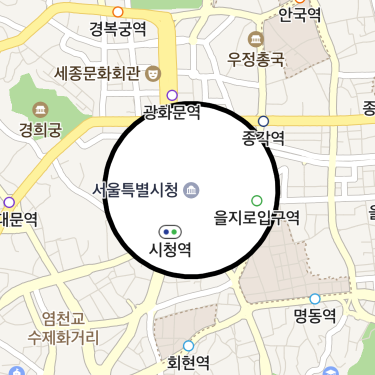 안국역
경복궁역
우정총국
세종문화회관
광화문역
경희궁
종각역
서울특별시청
을지로입구역
대문역
시청역
염천교
수제화거리
명동역
회현역